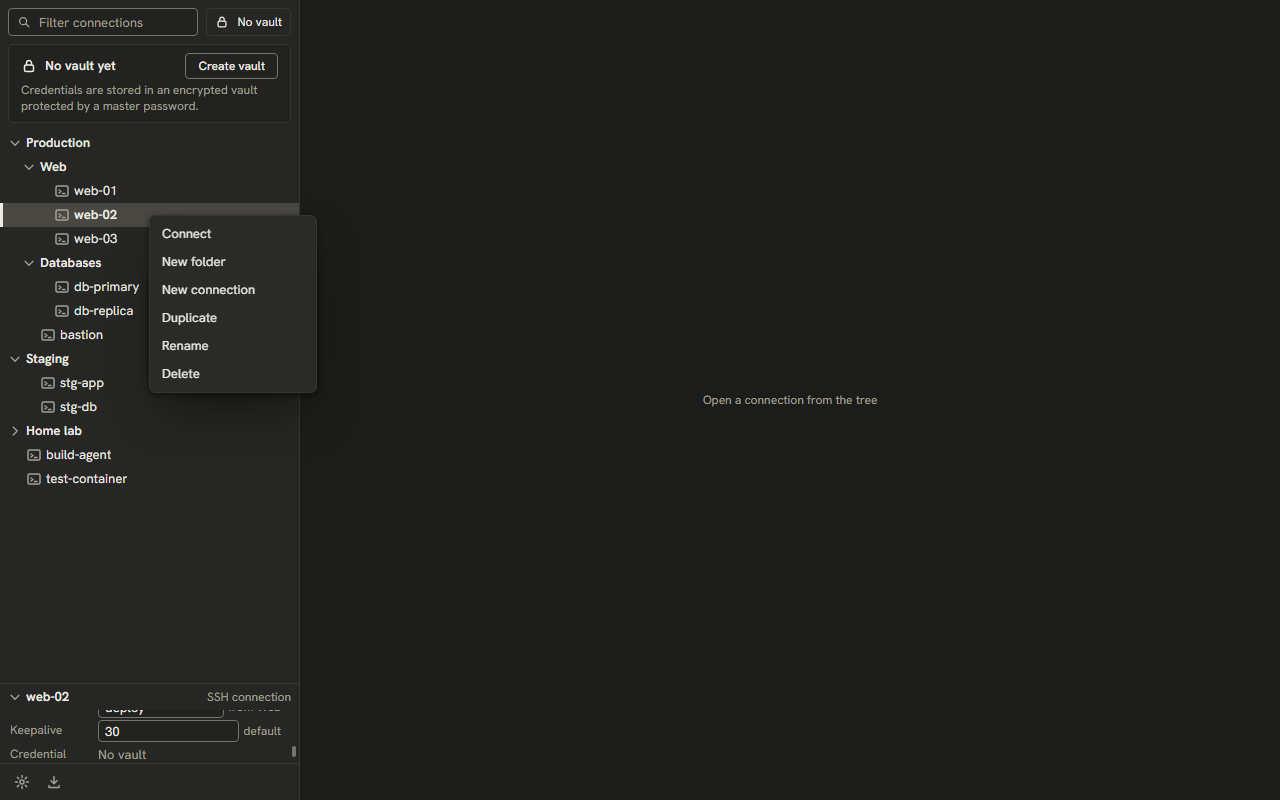 Filter connections
No vault
No vault yet
Create vault
Credentials are stored in an encrypted vault
protected by a master password.
Production
Web
web-01
web-02
web-03
Databases
db-primary
db-replica
bastion
Staging
stg-app
stg-db
Home lab
build-agent
test-container
Connect
New folder
New connection
Duplicate
Rename
Delete
Open a connection from the tree
web-02
SSH connection
Keepalive
30
default
Credential
No vault